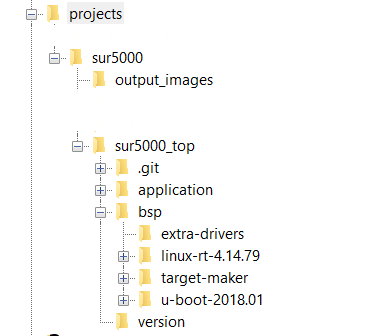 projects
sur5000
output_images
sur5000_top
.git
application
bsp
extra-drivers
linux-rt-4.14.79
target-maker
u-boot-2018.01
version